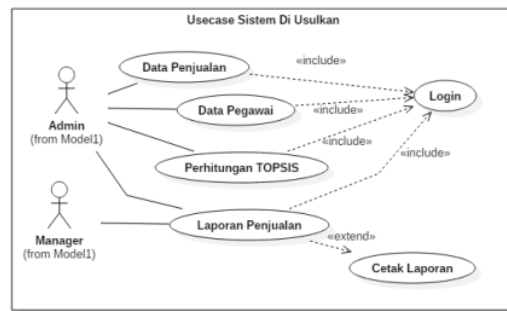 Usecase Sistem Di Usulkan
Data Penjualan
«include»
Login
Admin
(from Model1)
Data Pegawai
«include»
«include»
«include»
Perhitungan TOPSIS
Manager
(from Model1)
Laporan Penjualan
«extend»
Cetak Laporan